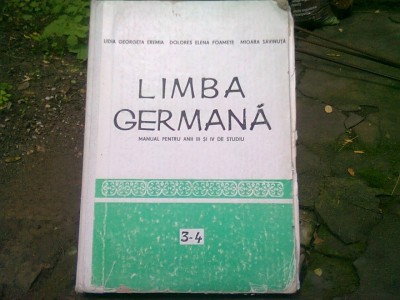 LIDIA GEORGETA EREMIA DOLORES ELENA POANETE MIOARA SAVINUȚĂ
LIMBA
GERMANĂ
MANUAL PENTRU ANII III ȘI IV DE STUDIU
3-4